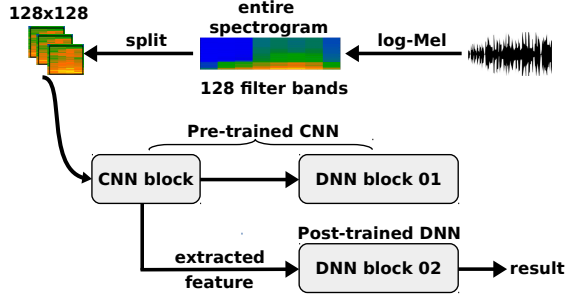 128x128
entire
spectrogram
split
log-Mel
128 filter bands
Pre-trained CNN
CNN block
DNN block 01
Post-trained DNN
extracted
feature
DNN block 02
result